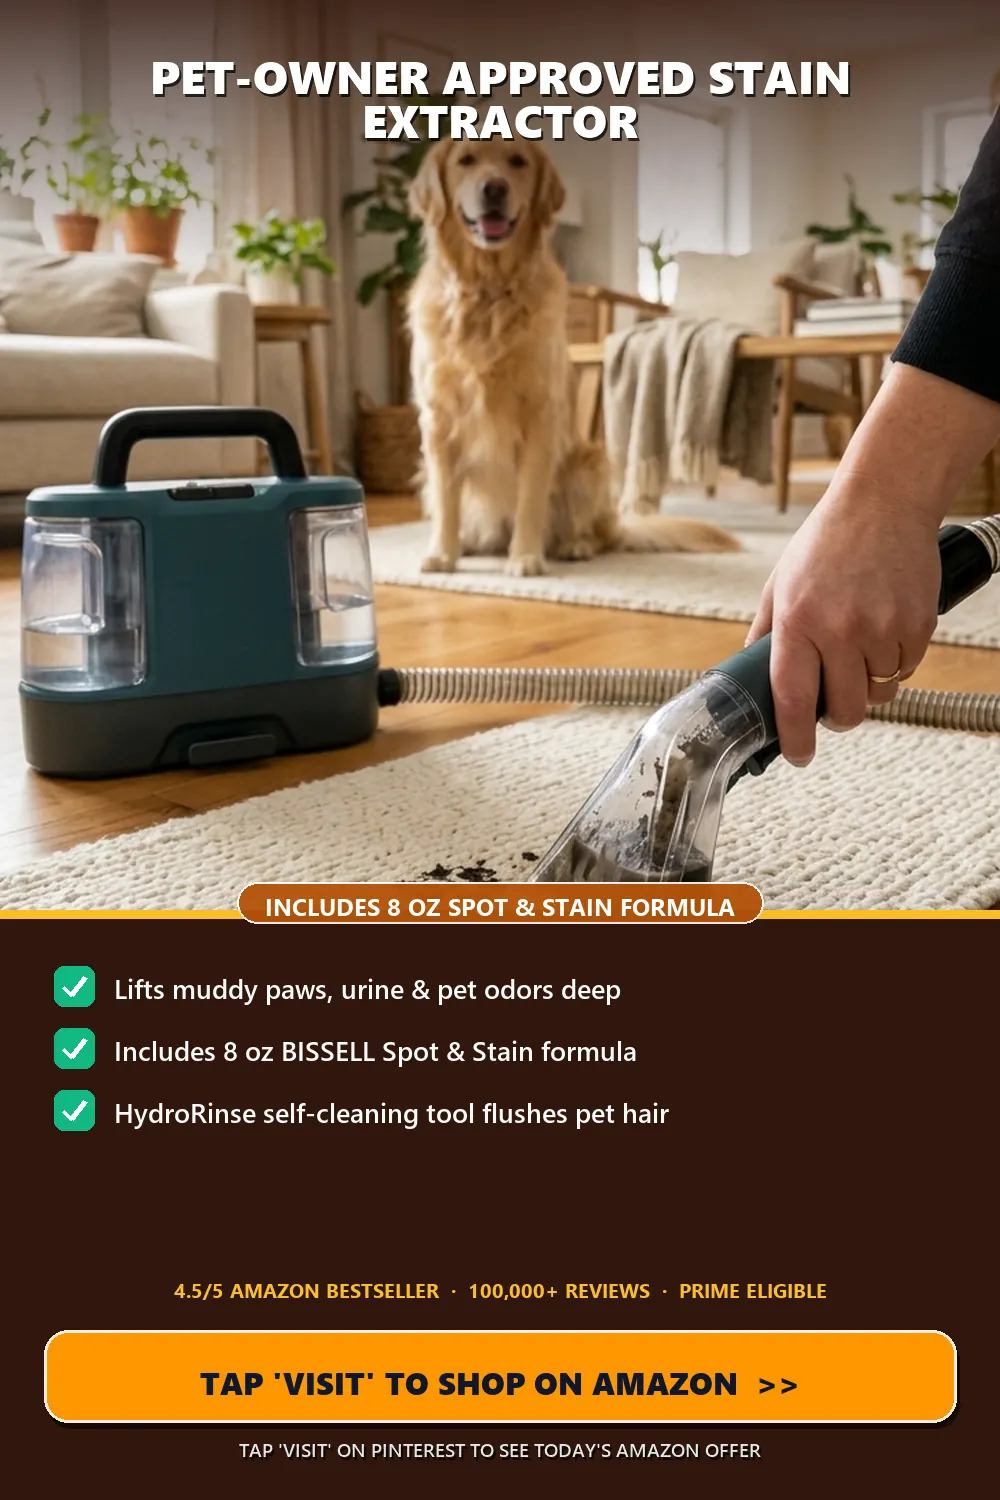 PET-OWNER APPROVED STAIN
EXTRACTOR
INCLUDES 8 OZ SPOT & STAIN FORMULA
Lifts muddy paws, urine & pet odors deep
Includes 8 oz BISSELL Spot & Stain formula
HydroRinse self-cleaning tool flushes pet hair
4.5/5 AMAZON BESTSELLER · 100,000+ REVIEWS · PRIME ELIGIBLE
TAP 'VISIT' TO SHOP ON AMAZON >>
TAP 'VISIT' ON PINTEREST TO SEE TODAY'S AMAZON OFFER